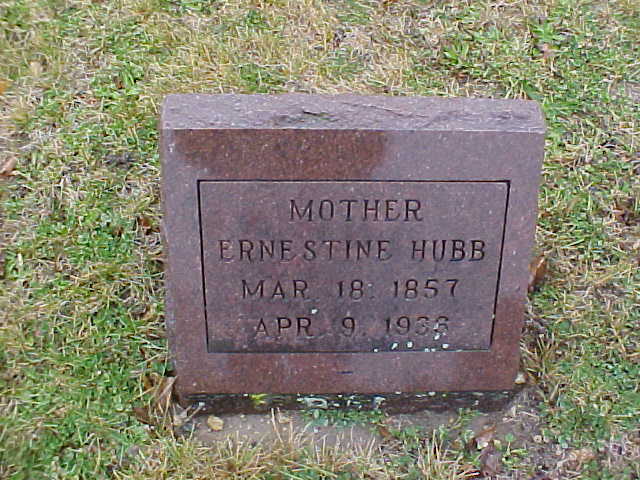 MOTHER
ERNESTINE HUBB
MAR 18 1857
APR 9